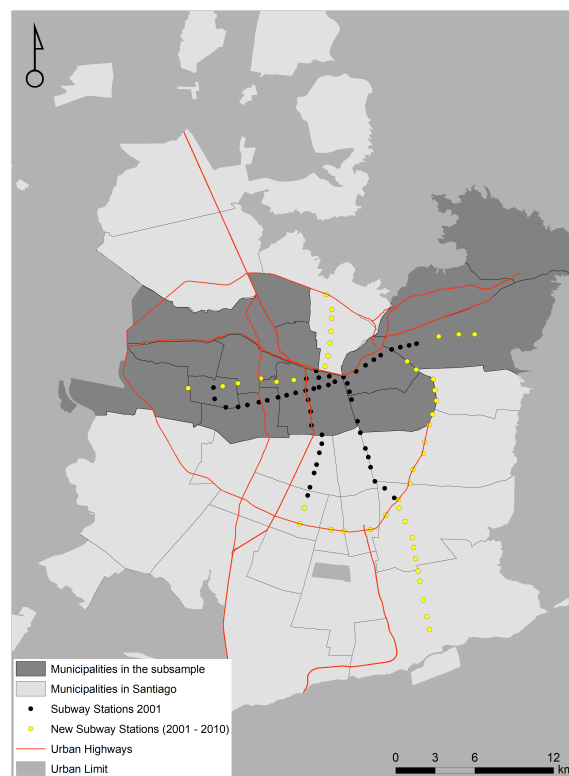 Municipalities in the subsample
Municipalities in Santiago
Subway Stations 2001
New Subway Stations (2001 - 2010)
Urban Highways
Urban Limit
0 3 6 12
km